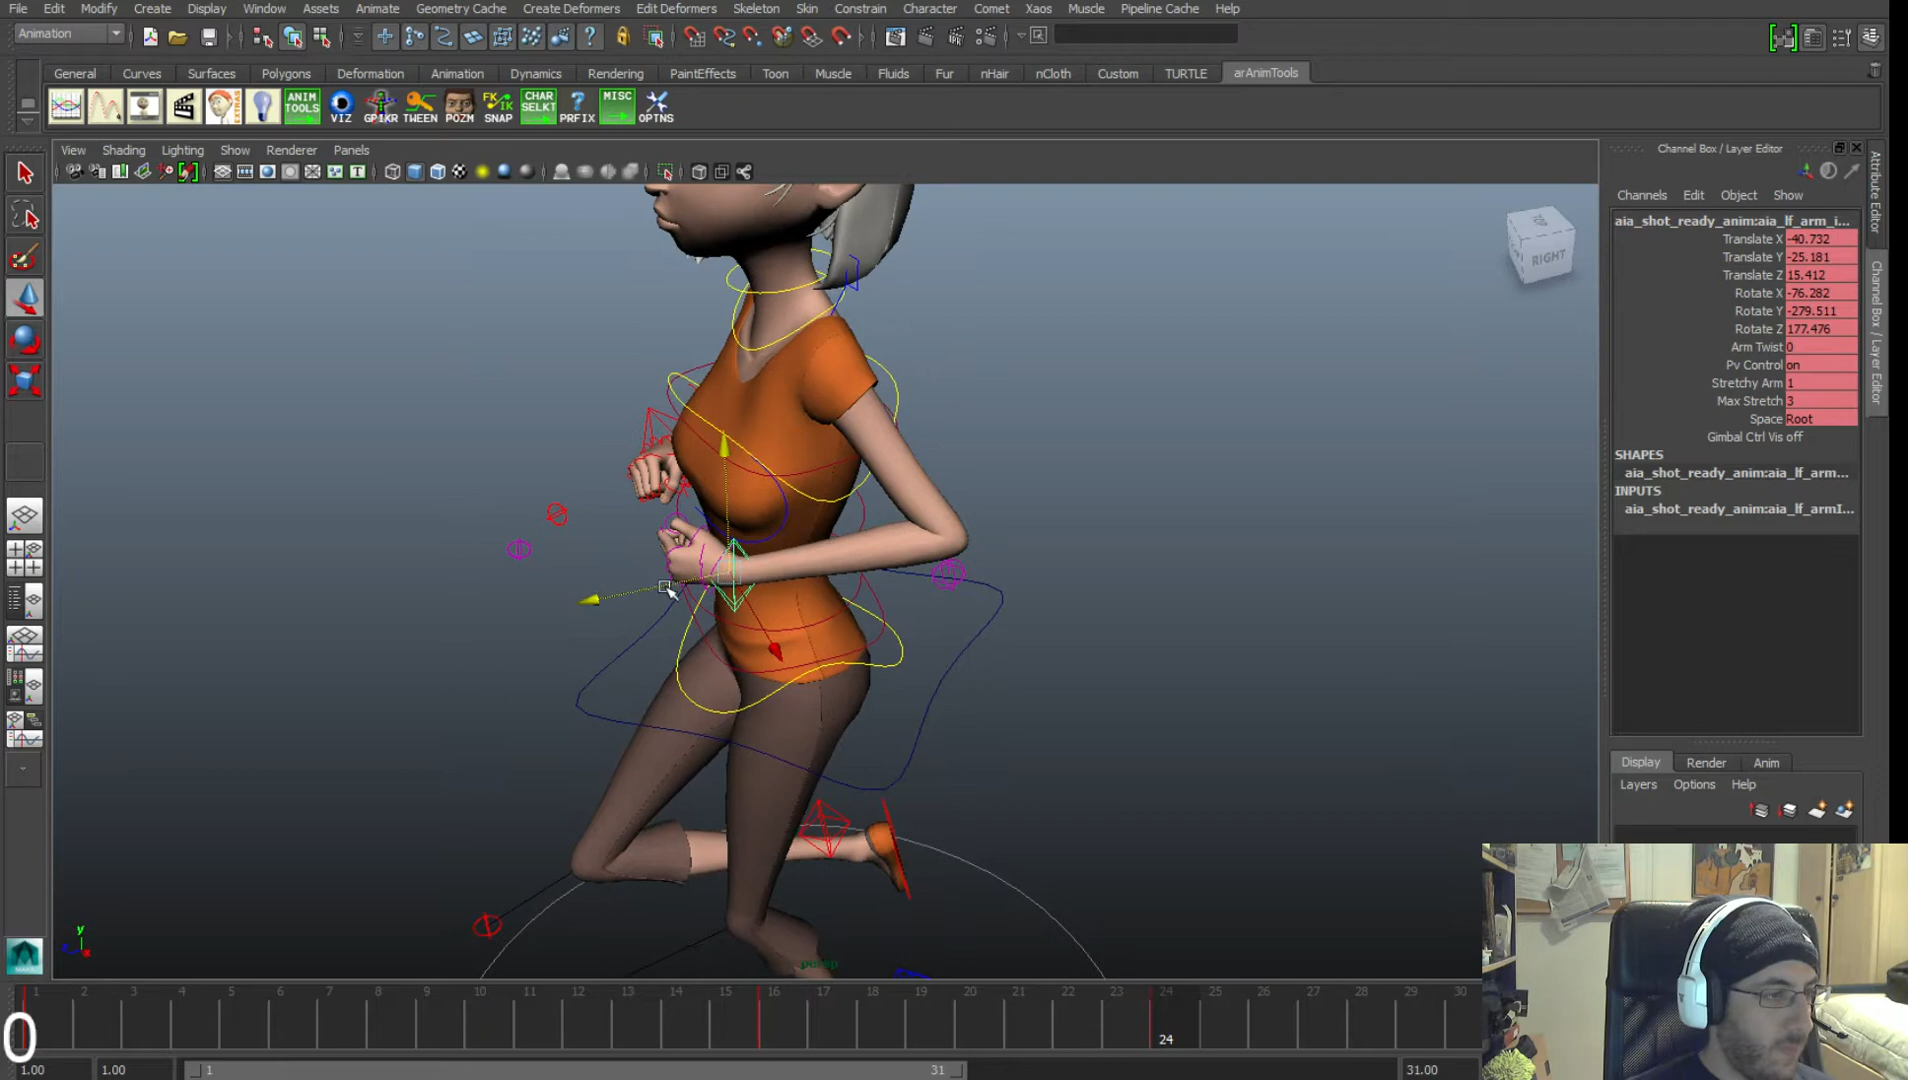 File Edit Modify Create Display Window Assets Animate Geometry Cache Create Deformers Edit Deformers Skeleton Skin Constrain Character Comet Xaos Muscle Pipeline Cache Help
Animation
General Curves Surfaces Polygons Deformation Animation Dynamics Rendering PaintEffects Toon Muscle Fluids Fur nHair nCloth Custom TURTLE arAnimTools
ANIM TOOLS VIZ GPIKR TWEEN POZM FK/IK SNAP CHAR SELKT PRFIX MISC OPTNS
View Shading Lighting Show Renderer Panels
Channel Box / Layer Editor
Channels Edit Object Show
aia_shot_ready_anim:aia_lf_arm_i...
Translate X -40.732
Translate Y -25.181
Translate Z 15.412
Rotate X -76.282
Rotate Y -279.511
Rotate Z 177.476
Arm Twist 0
Pv Control on
Stretchy Arm 1
Max Stretch 3
Space Root
Gimbal Ctrl Vis off
SHAPES
aia_shot_ready_anim:aia_lf_arm...
INPUTS
aia_shot_ready_anim:aia_lf_armI...
Attribute Editor
Channel Box / Layer Editor
RIGHT
Display Render Anim
Layers Options Help
persp
y
1 2 3 4 5 6 7 8 9 10 11 12 13 14 15 16 17 18 19 20 21 22 23 24 25 26 27 28 29 30
24
0
1.00 1.00 1 31 31.00